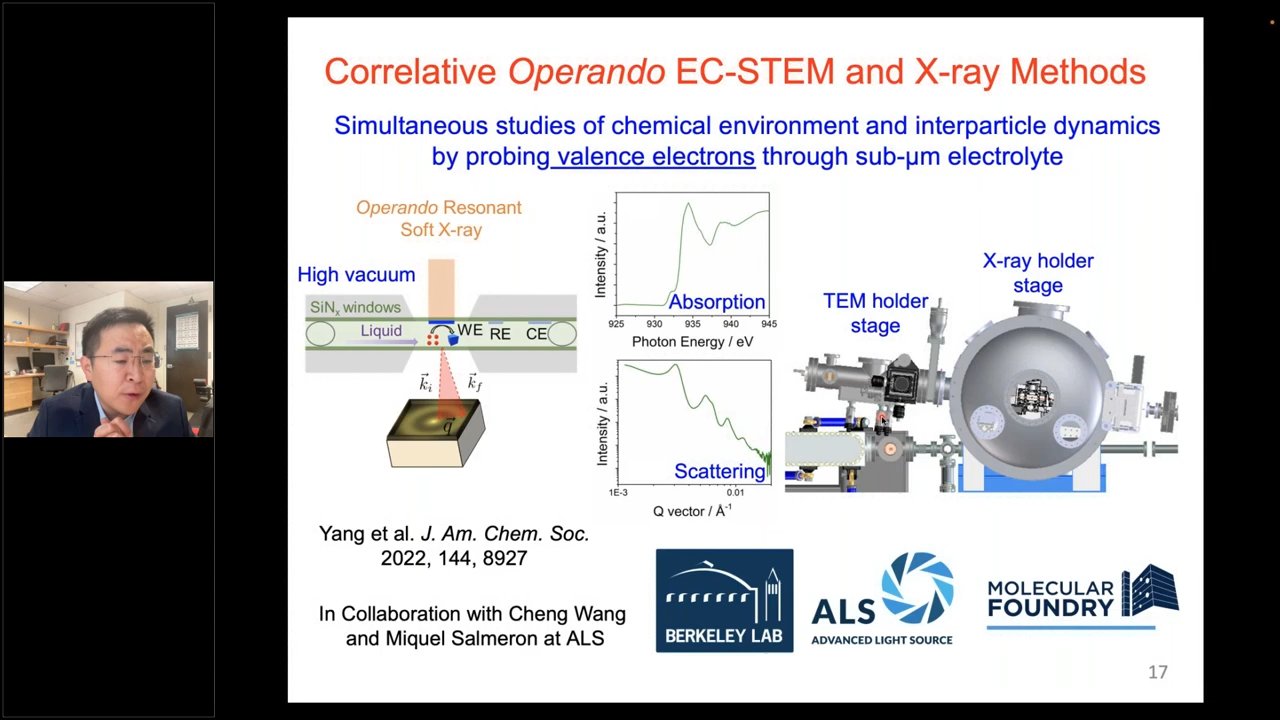 Correlative Operando EC-STEM and X-ray Methods
Simultaneous studies of chemical environment and interparticle dynamics
by probing valence electrons through sub-μm electrolyte
Operando Resonant
Soft X-ray
High vacuum
SiNx windows
Liquid
WE
RE
CE
k⃗i
k⃗f
q
Intensity / a.u.
Absorption
925 930 935 940 945
Photon Energy / eV
Intensity / a.u.
Scattering
1E-3 0.01
Q vector / Å-1
TEM holder
stage
X-ray holder
stage
Yang et al. J. Am. Chem. Soc.
2022, 144, 8927
In Collaboration with Cheng Wang
and Miquel Salmeron at ALS
BERKELEY LAB
ALS
ADVANCED LIGHT SOURCE
MOLECULAR
FOUNDRY
17